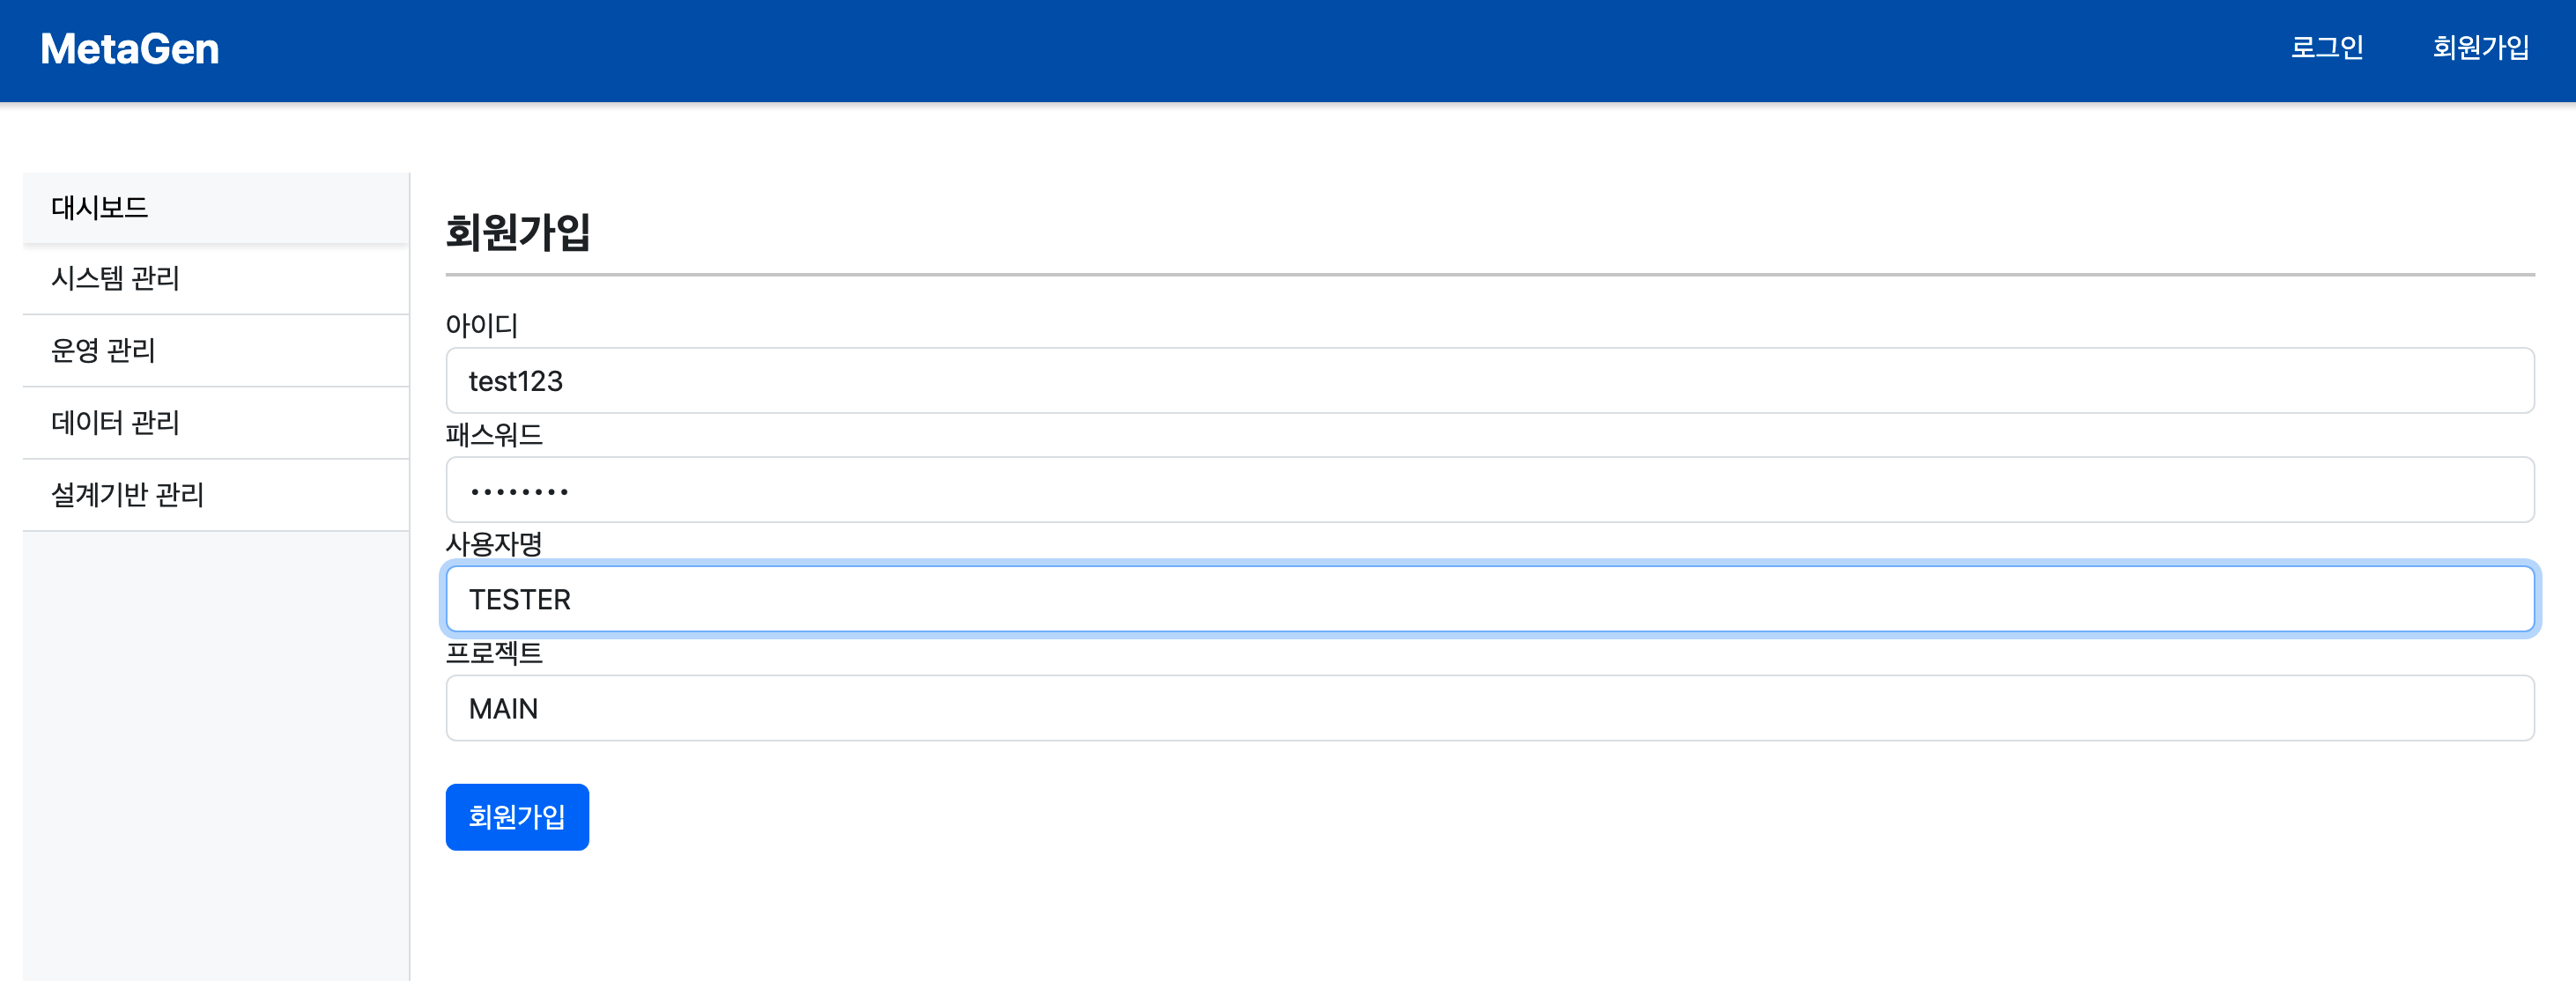 MetaGen
로그인
회원가입
대시보드
시스템 관리
운영 관리
데이터 관리
설계기반 관리
회원가입
아이디
test123
패스워드
••••••••
사용자명
TESTER
프로젝트
MAIN
회원가입